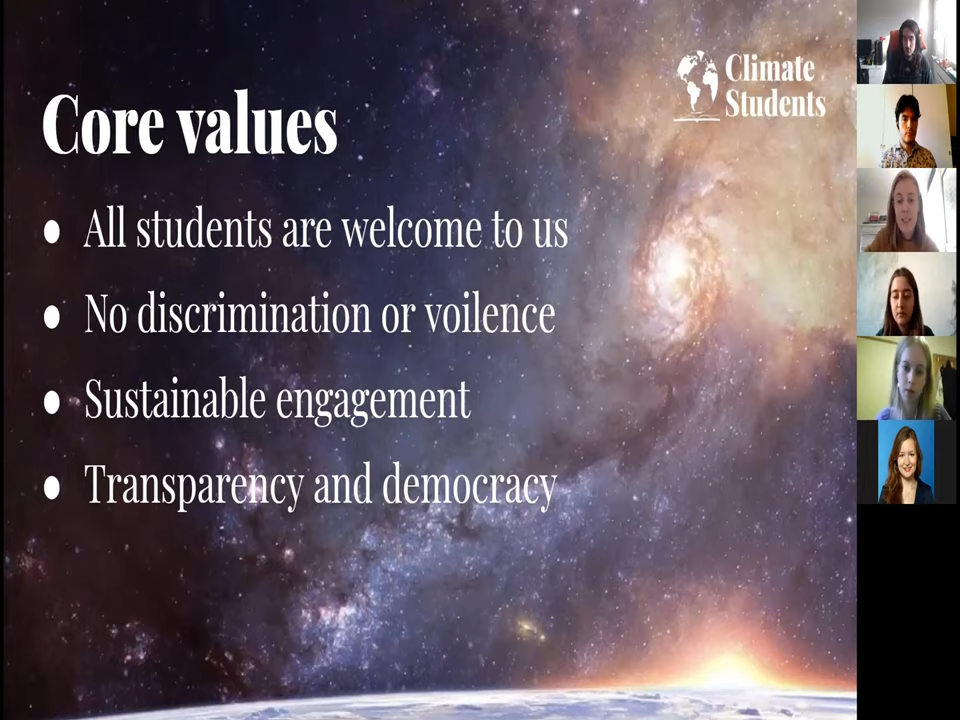 Climate
Students
Core values
• All students are welcome to us
• No discrimination or voilence
• Sustainable engagement
• Transparency and democracy